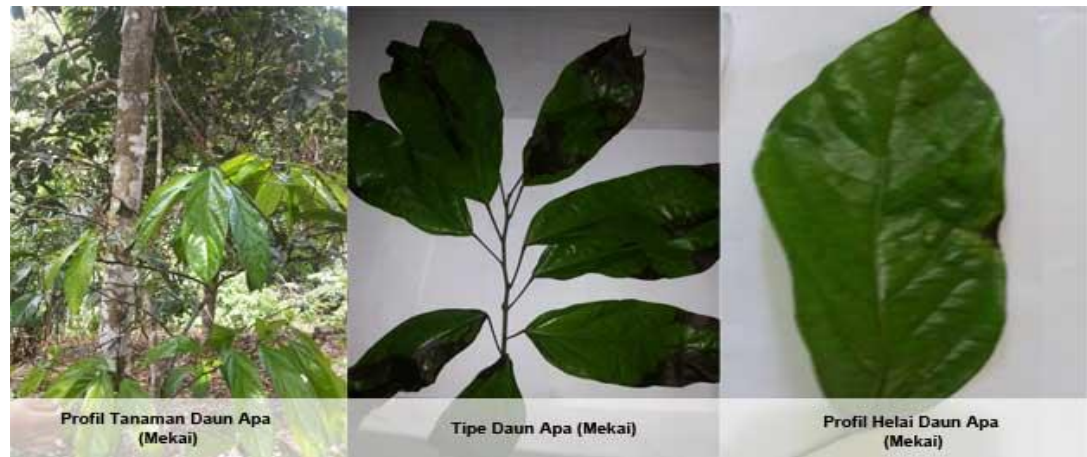 Profil Tanaman Daun Apa
(Mekai)
Tipe Daun Apa (Mekai)
Profil Helai Daun Apa
(Mekai)